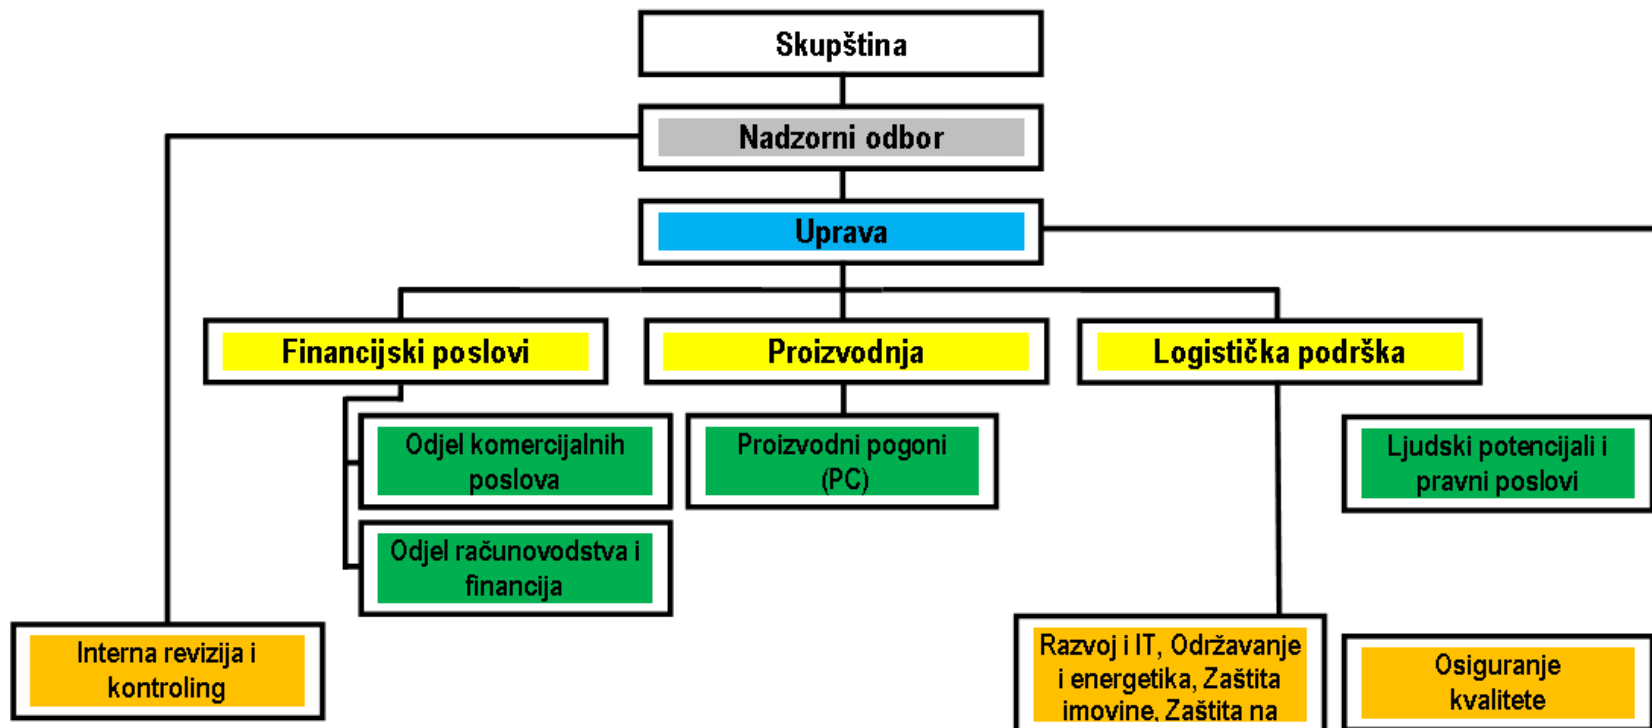 Skupština
Nadzorni odbor
Uprava
Financijski poslovi
Proizvodnja
Logistička podrška
Odjel komercijalnih
poslova
Proizvodni pogoni
(PC)
Ljudski potencijali i
pravni poslovi
Odjel računovodstva i
financija
Interna revizija i
kontroling
Razvoj i IT, Održavanje
i energetika, Zaštita
imovine, Zaštita na
Osiguranje
kvalitete